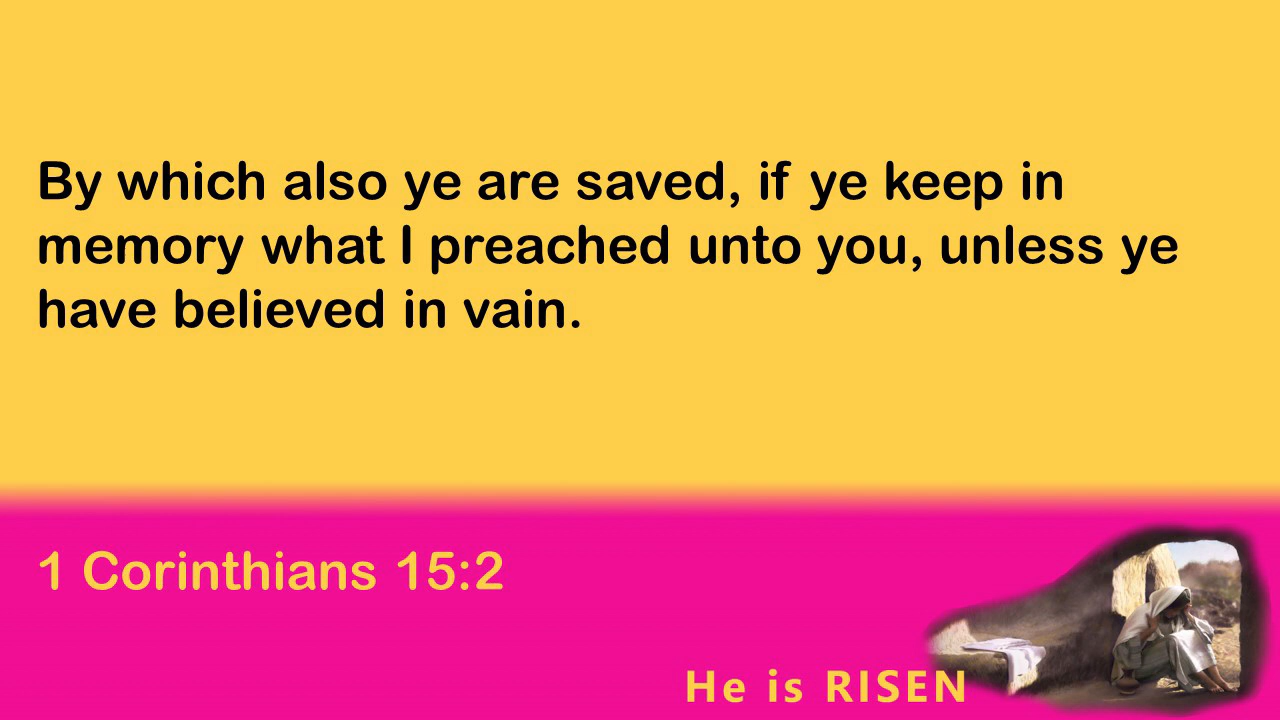 By which also ye are saved, if ye keep in
memory what I preached unto you, unless ye
have believed in vain.
1 Corinthians 15:2
He is RISEN